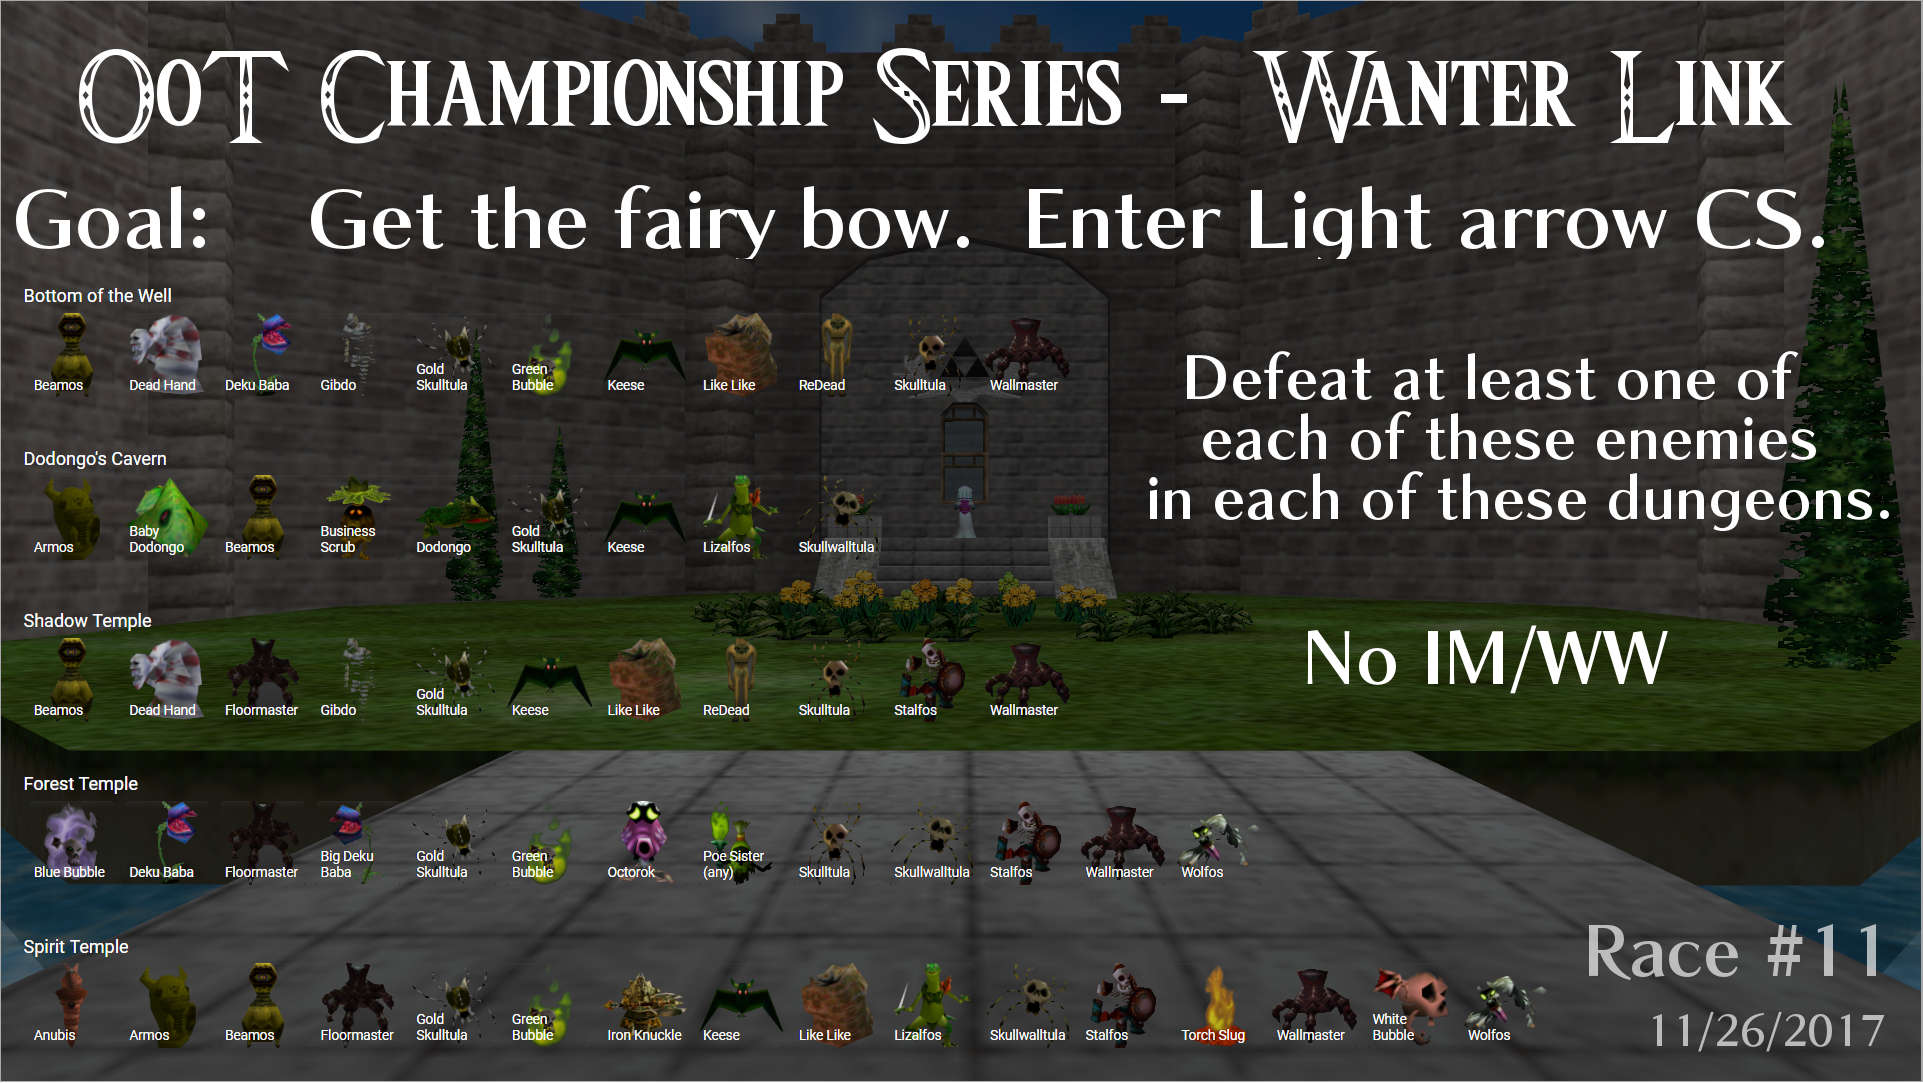 OoT Championship Series - Wanter Link
Goal: Get the fairy bow. Enter Light arrow CS.
Bottom of the Well
Beamos Dead Hand Deku Baba Gibdo Gold Skulltula Green Bubble Keese Like Like ReDead Skulltula Wallmaster
Defeat at least one of
each of these enemies
in each of these dungeons.
Dodongo's Cavern
Armos Baby Dodongo Beamos Business Scrub Dodongo Gold Skulltula Keese Lizalfos Skullwalltula
Shadow Temple
Beamos Dead Hand Floormaster Gibdo Gold Skulltula Keese Like Like ReDead Skulltula Stalfos Wallmaster
No IM/WW
Forest Temple
Blue Bubble Deku Baba Floormaster Big Deku Baba Gold Skulltula Green Bubble Octorok Poe Sister (any) Skulltula Skullwalltula Stalfos Wallmaster Wolfos
Spirit Temple
Anubis Armos Beamos Floormaster Gold Skulltula Green Bubble Iron Knuckle Keese Like Like Lizalfos Skullwalltula Stalfos Torch Slug Wallmaster White Bubble Wolfos
Race #11
11/26/2017